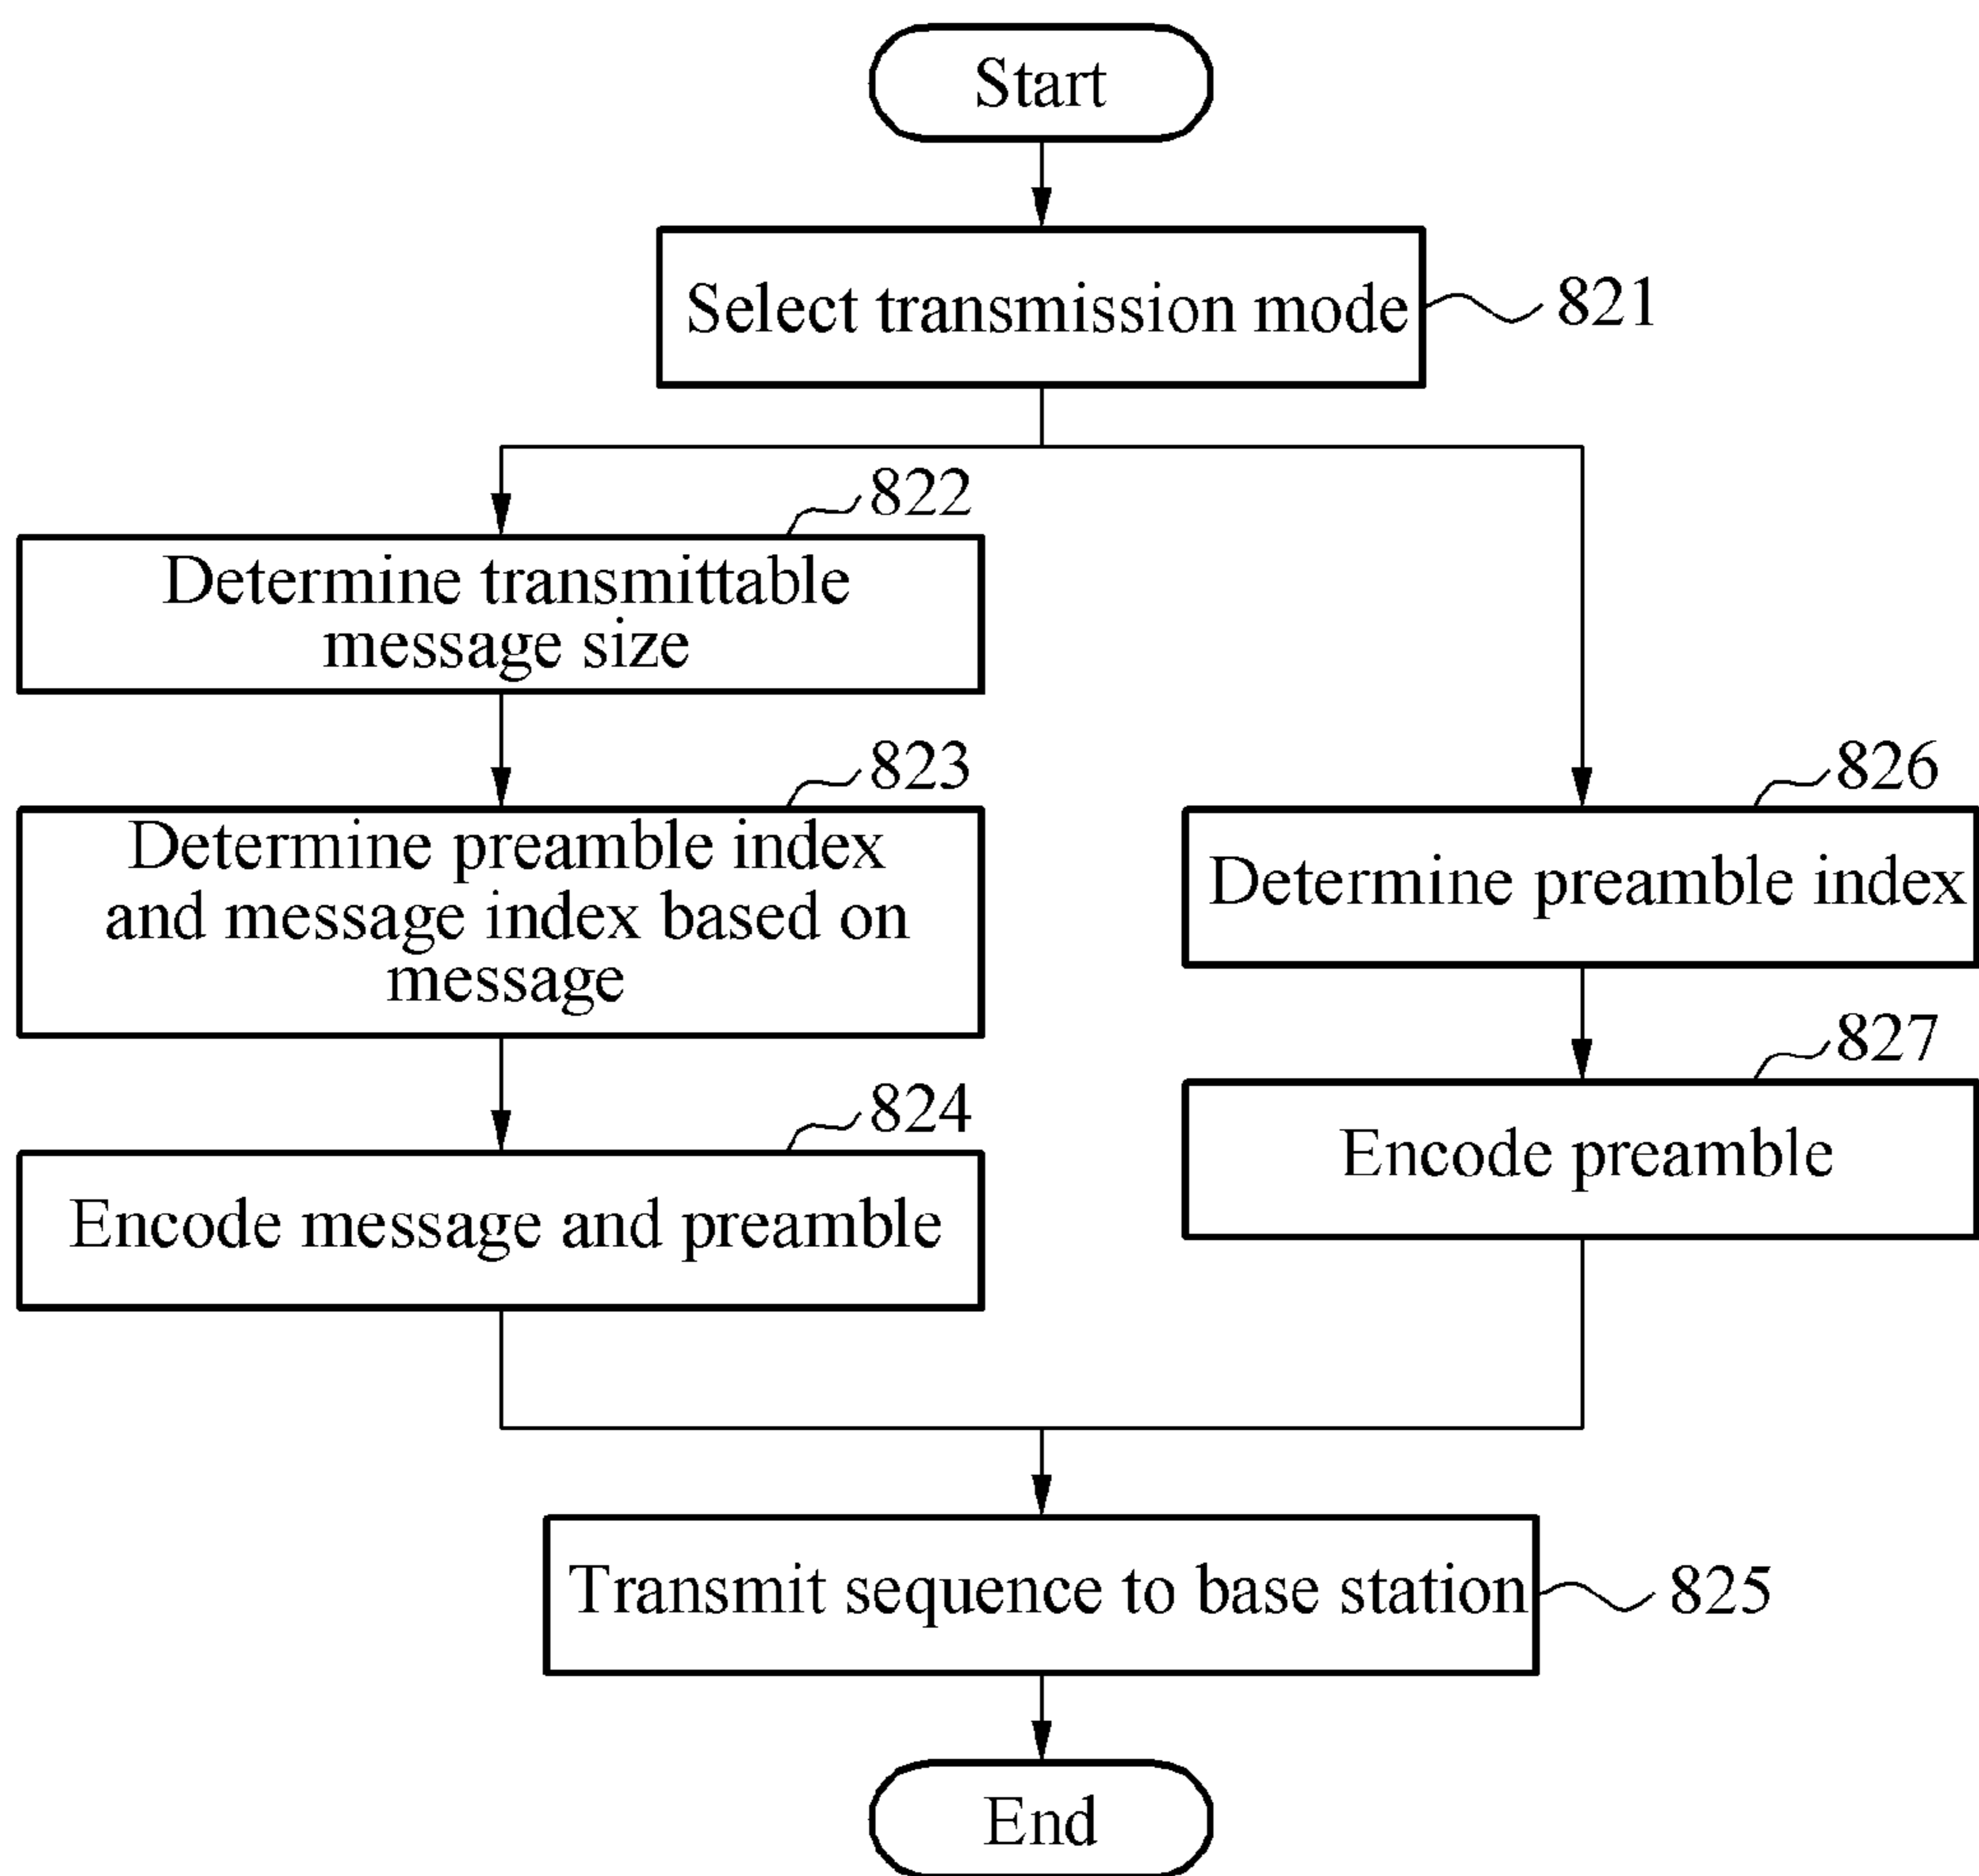 Start
Select transmission mode
821
822
Determine transmittable
message size
823
Determine preamble index
and message index based on
message
824
Encode message and preamble
826
Determine preamble index
827
Encode preamble
Transmit sequence to base station
825
End